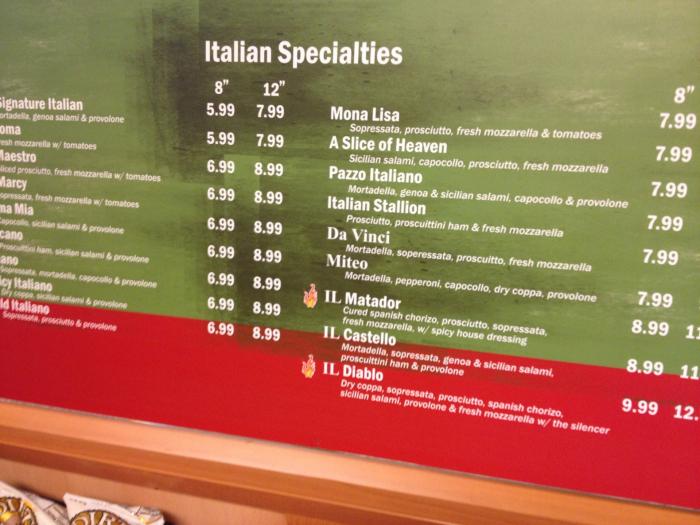 Italian Specialties
8" 12"
Signature Italian 5.99 7.99
mortadella, genoa salami & provolone
oma 5.99 7.99
fresh mozzarella w/ tomatoes
Maestro 6.99 8.99
sliced prosciutto, fresh mozzarella w/ tomatoes
Marcy 6.99 8.99
sopressata, fresh mozzarella w/ tomatoes
ma Mia 6.99 8.99
Capocollo, sicilian salami & provolone
cano 6.99 8.99
Proscuittini ham, sicilian salami & provolone
ano 6.99 8.99
Sopressata, mortadella, capocollo & provolone
icy Italiano 6.99 8.99
Dry coppa, sicilian salami & provolone
ld Italiano 6.99 8.99
Sopressata, prosciutto & provolone
8"
Mona Lisa 7.99
Sopressata, prosciutto, fresh mozzarella & tomatoes
A Slice of Heaven 7.99
Sicilian salami, capocollo, prosciutto, fresh mozzarella
Pazzo Italiano 7.99
Mortadella, genoa & sicilian salami, capocollo & provolone
Italian Stallion 7.99
Prosciutto, proscuittini ham & fresh mozzarella
Da Vinci 7.99
Mortadella, soperessata, proscuitto, fresh mozzarella
Miteo 7.99
Mortadella, pepperoni, capocollo, dry coppa, provolone
IL Matador 8.99 11
Cured spanish chorizo, prosciutto, sopressata,
fresh mozzarella, w/ spicy house dressing
IL Castello 8.99 11
Mortadella, sopressata, genoa & sicilian salami,
proscuittini ham & provolone
IL Diablo 9.99 12.
Dry coppa, sopressata, prosciutto, spanish chorizo,
sicilian salami, provolone & fresh mozzarella w/ the silencer